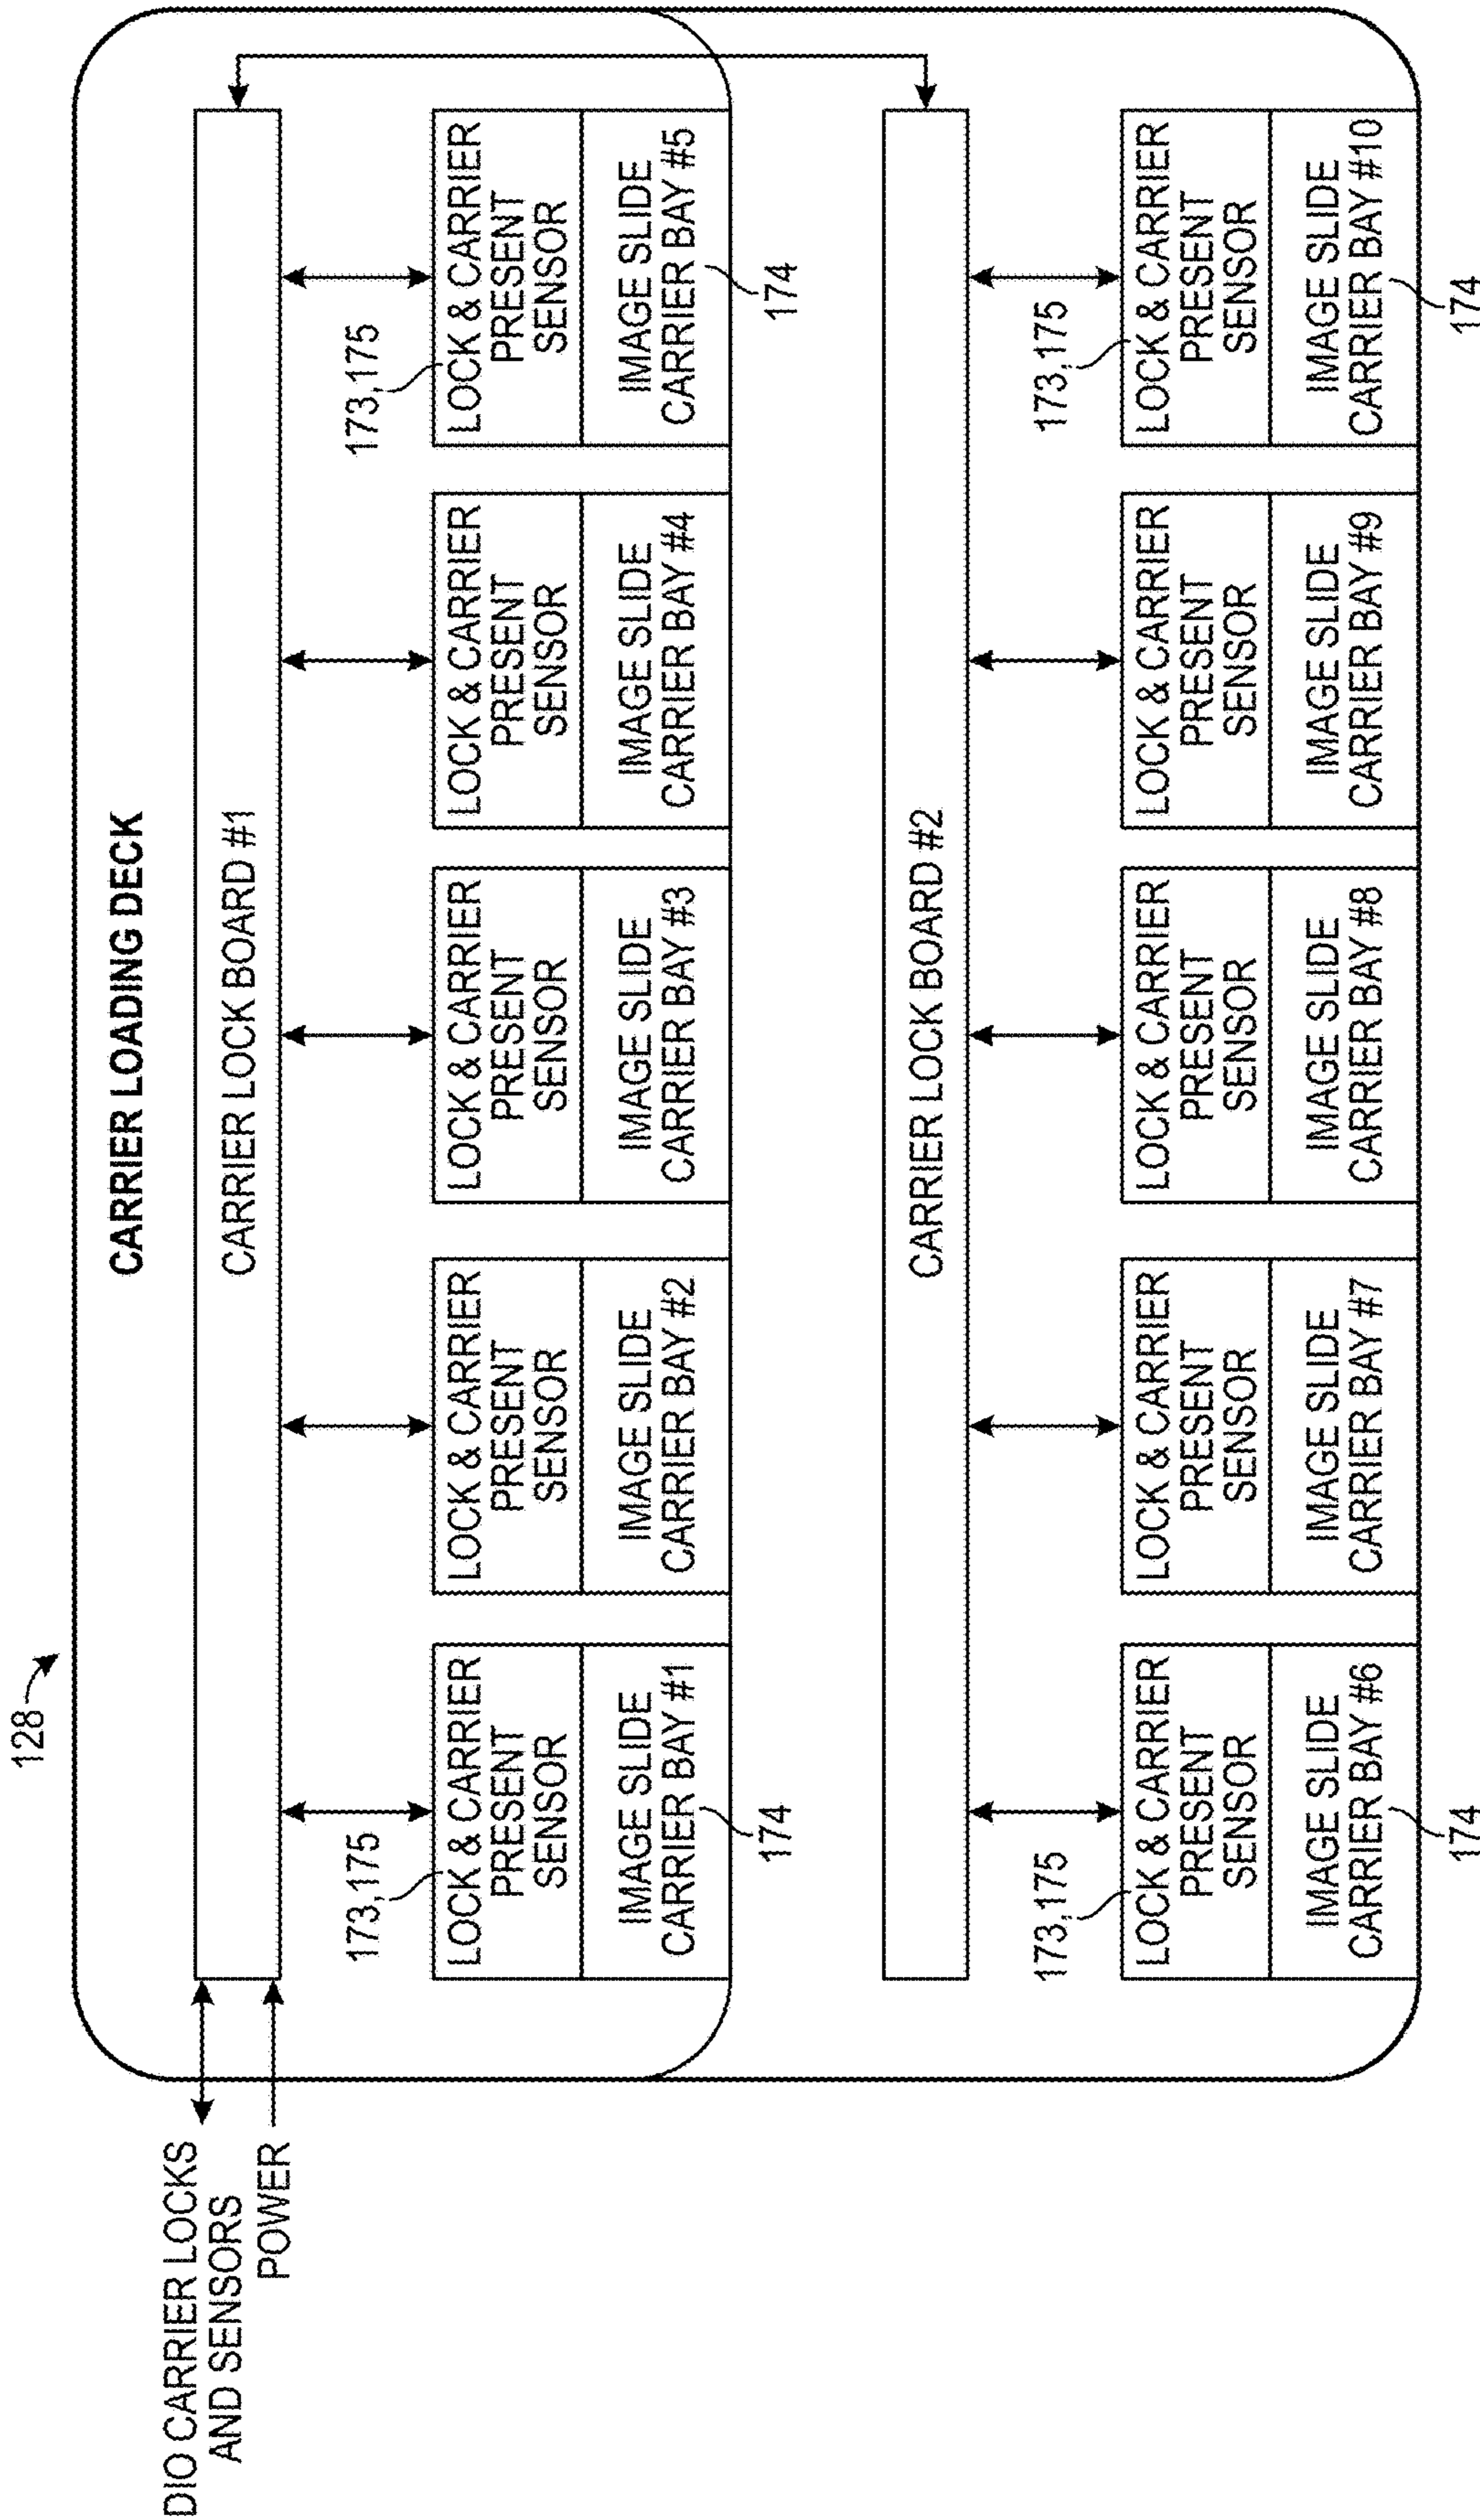 128
CARRIER LOADING DECK
DIO CARRIER LOCKS
AND SENSORS
POWER
CARRIER LOCK BOARD #1
173,175
173,175
LOCK & CARRIER
PRESENT
SENSOR
IMAGE SLIDE
CARRIER BAY #1
LOCK & CARRIER
PRESENT
SENSOR
IMAGE SLIDE
CARRIER BAY #2
LOCK & CARRIER
PRESENT
SENSOR
IMAGE SLIDE
CARRIER BAY #3
LOCK & CARRIER
PRESENT
SENSOR
IMAGE SLIDE
CARRIER BAY #4
LOCK & CARRIER
PRESENT
SENSOR
IMAGE SLIDE
CARRIER BAY #5
174
174
CARRIER LOCK BOARD #2
173,175
173,175
LOCK & CARRIER
PRESENT
SENSOR
IMAGE SLIDE
CARRIER BAY #6
LOCK & CARRIER
PRESENT
SENSOR
IMAGE SLIDE
CARRIER BAY #7
LOCK & CARRIER
PRESENT
SENSOR
IMAGE SLIDE
CARRIER BAY #8
LOCK & CARRIER
PRESENT
SENSOR
IMAGE SLIDE
CARRIER BAY #9
LOCK & CARRIER
PRESENT
SENSOR
IMAGE SLIDE
CARRIER BAY #10
174
174